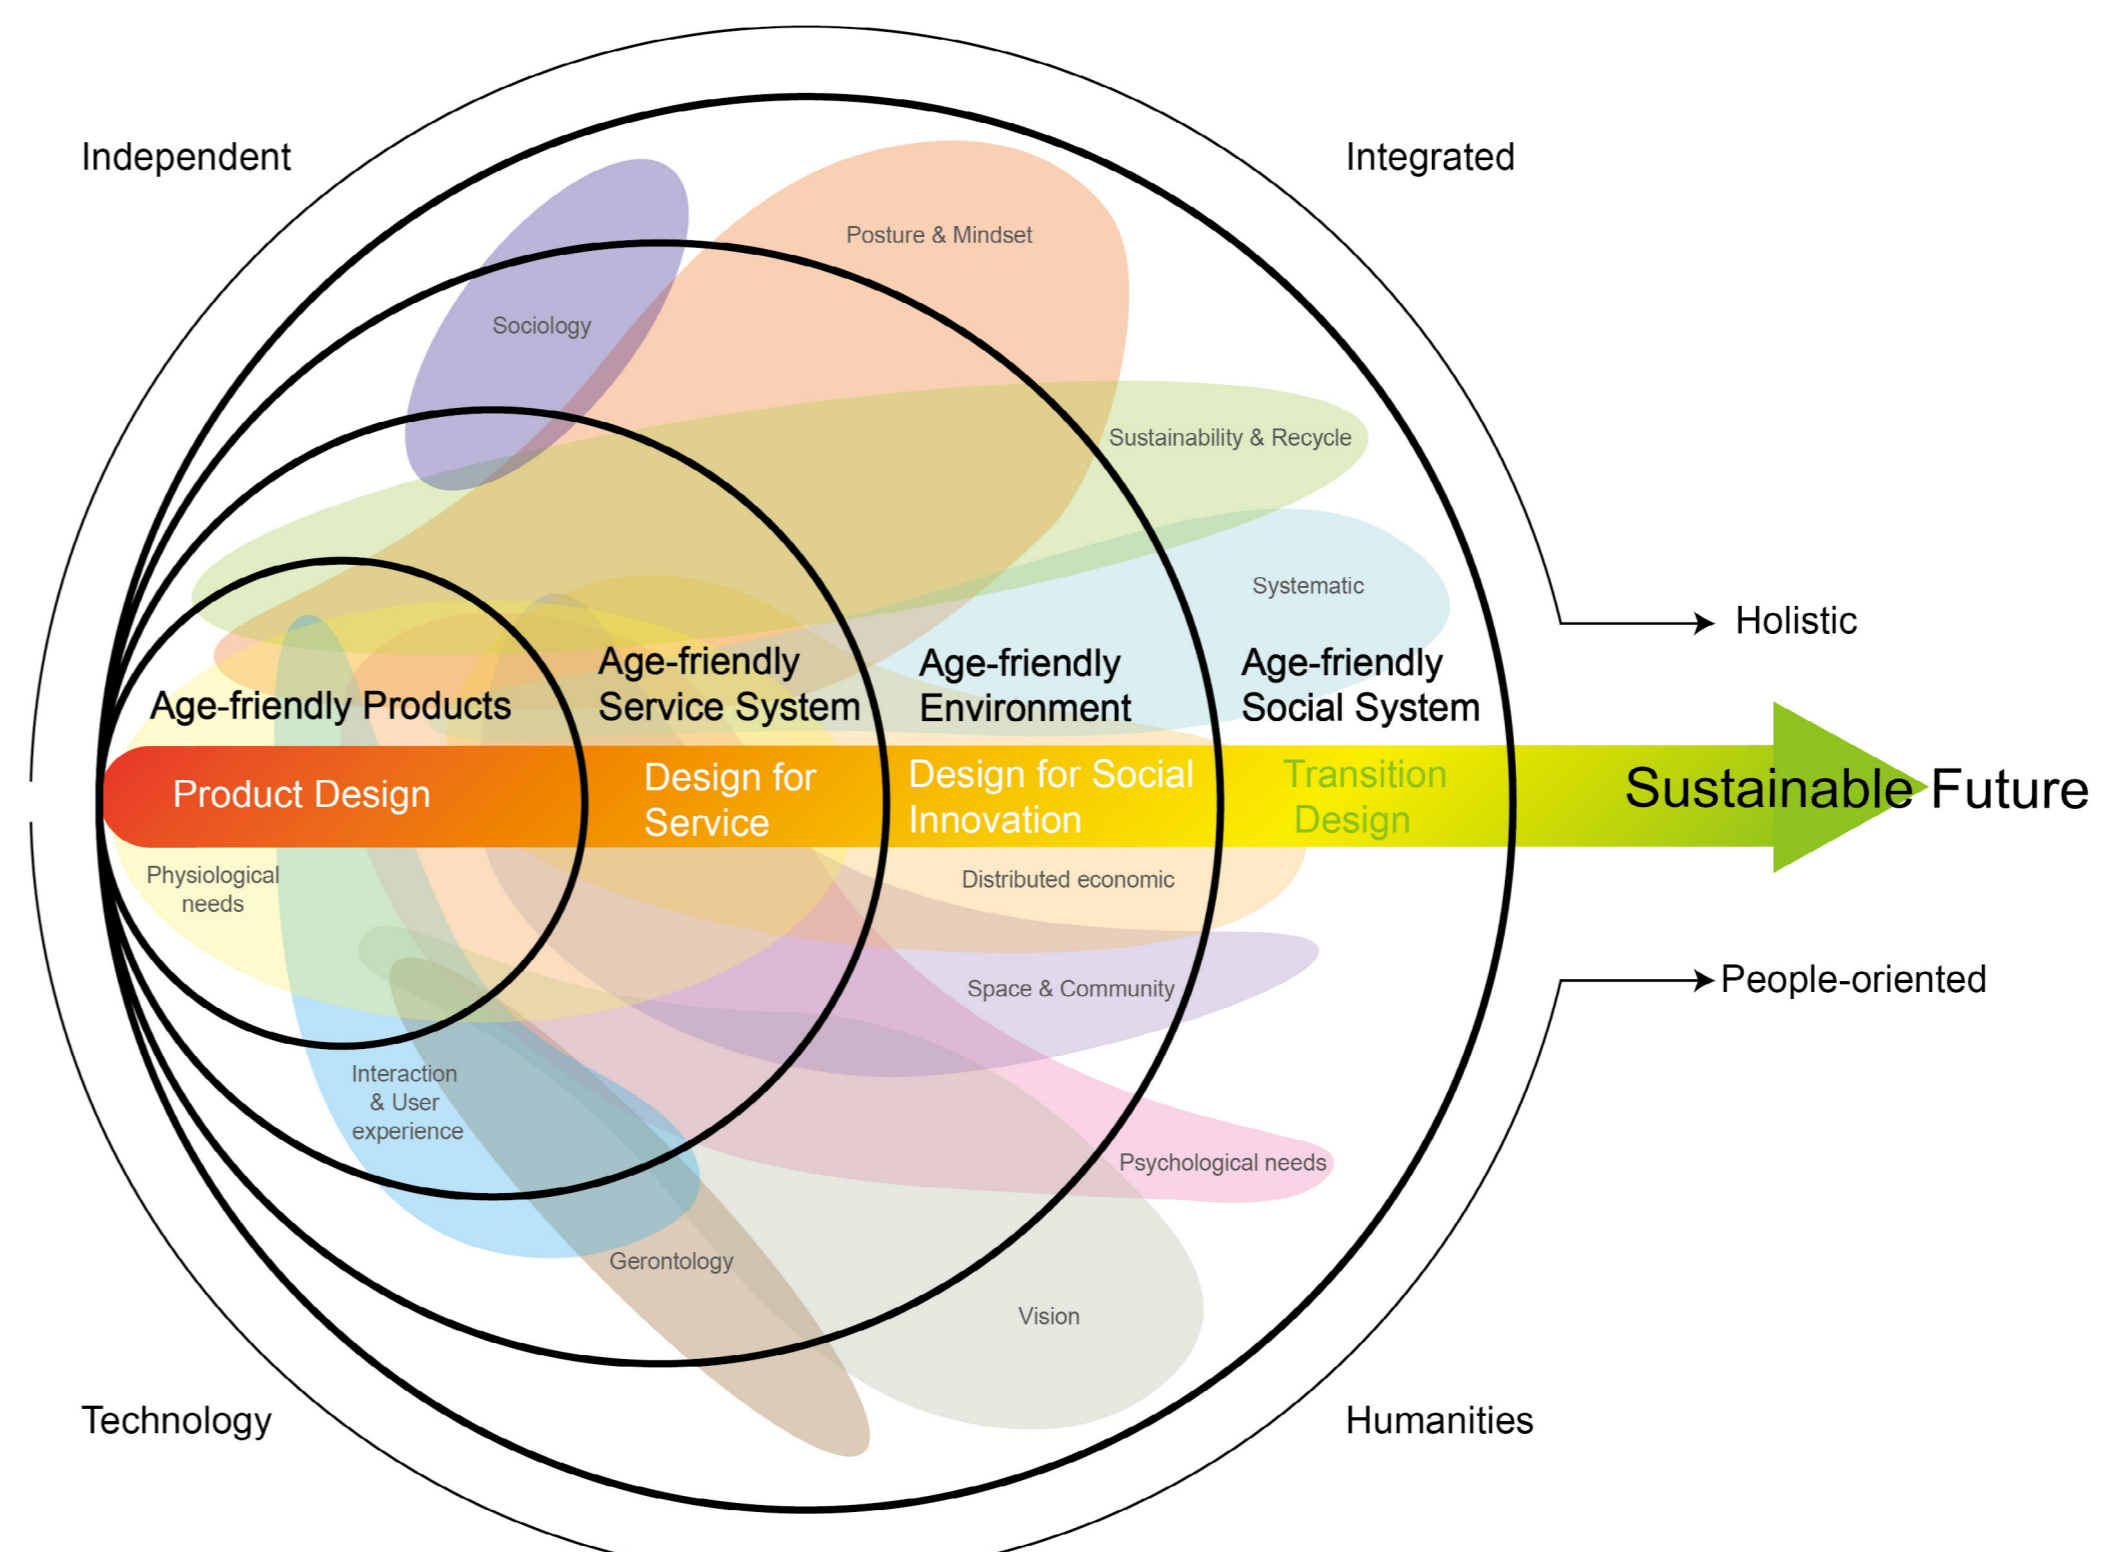 Independent
Integrated
Posture & Mindset
Sociology
Sustainability & Recycle
Systematic
Holistic
Age-friendly Products
Age-friendly
Service System
Age-friendly
Environment
Age-friendly
Social System
Product Design
Design for
Service
Design for Social
Innovation
Transition
Design
Sustainable Future
Physiological
needs
Distributed economic
Space & Community
People-oriented
Interaction
& User
experience
Psychological needs
Gerontology
Vision
Technology
Humanities